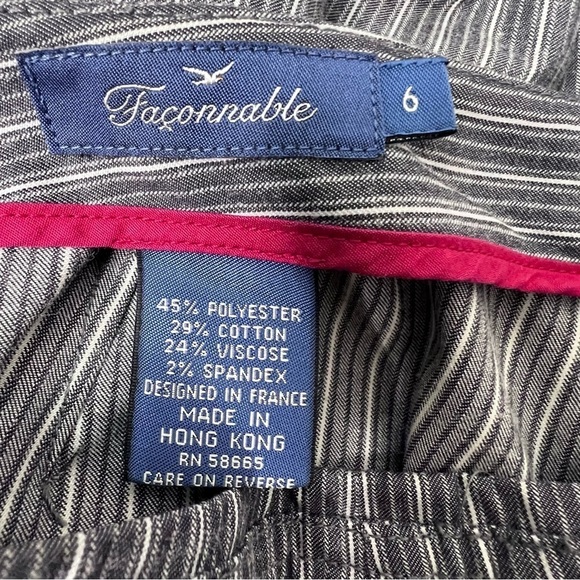 Façonnable
6
45% POLYESTER
29% COTTON
24% VISCOSE
2% SPANDEX
DESIGNED IN FRANCE
MADE IN
HONG KONG
RN 58665
CARE ON REVERSE